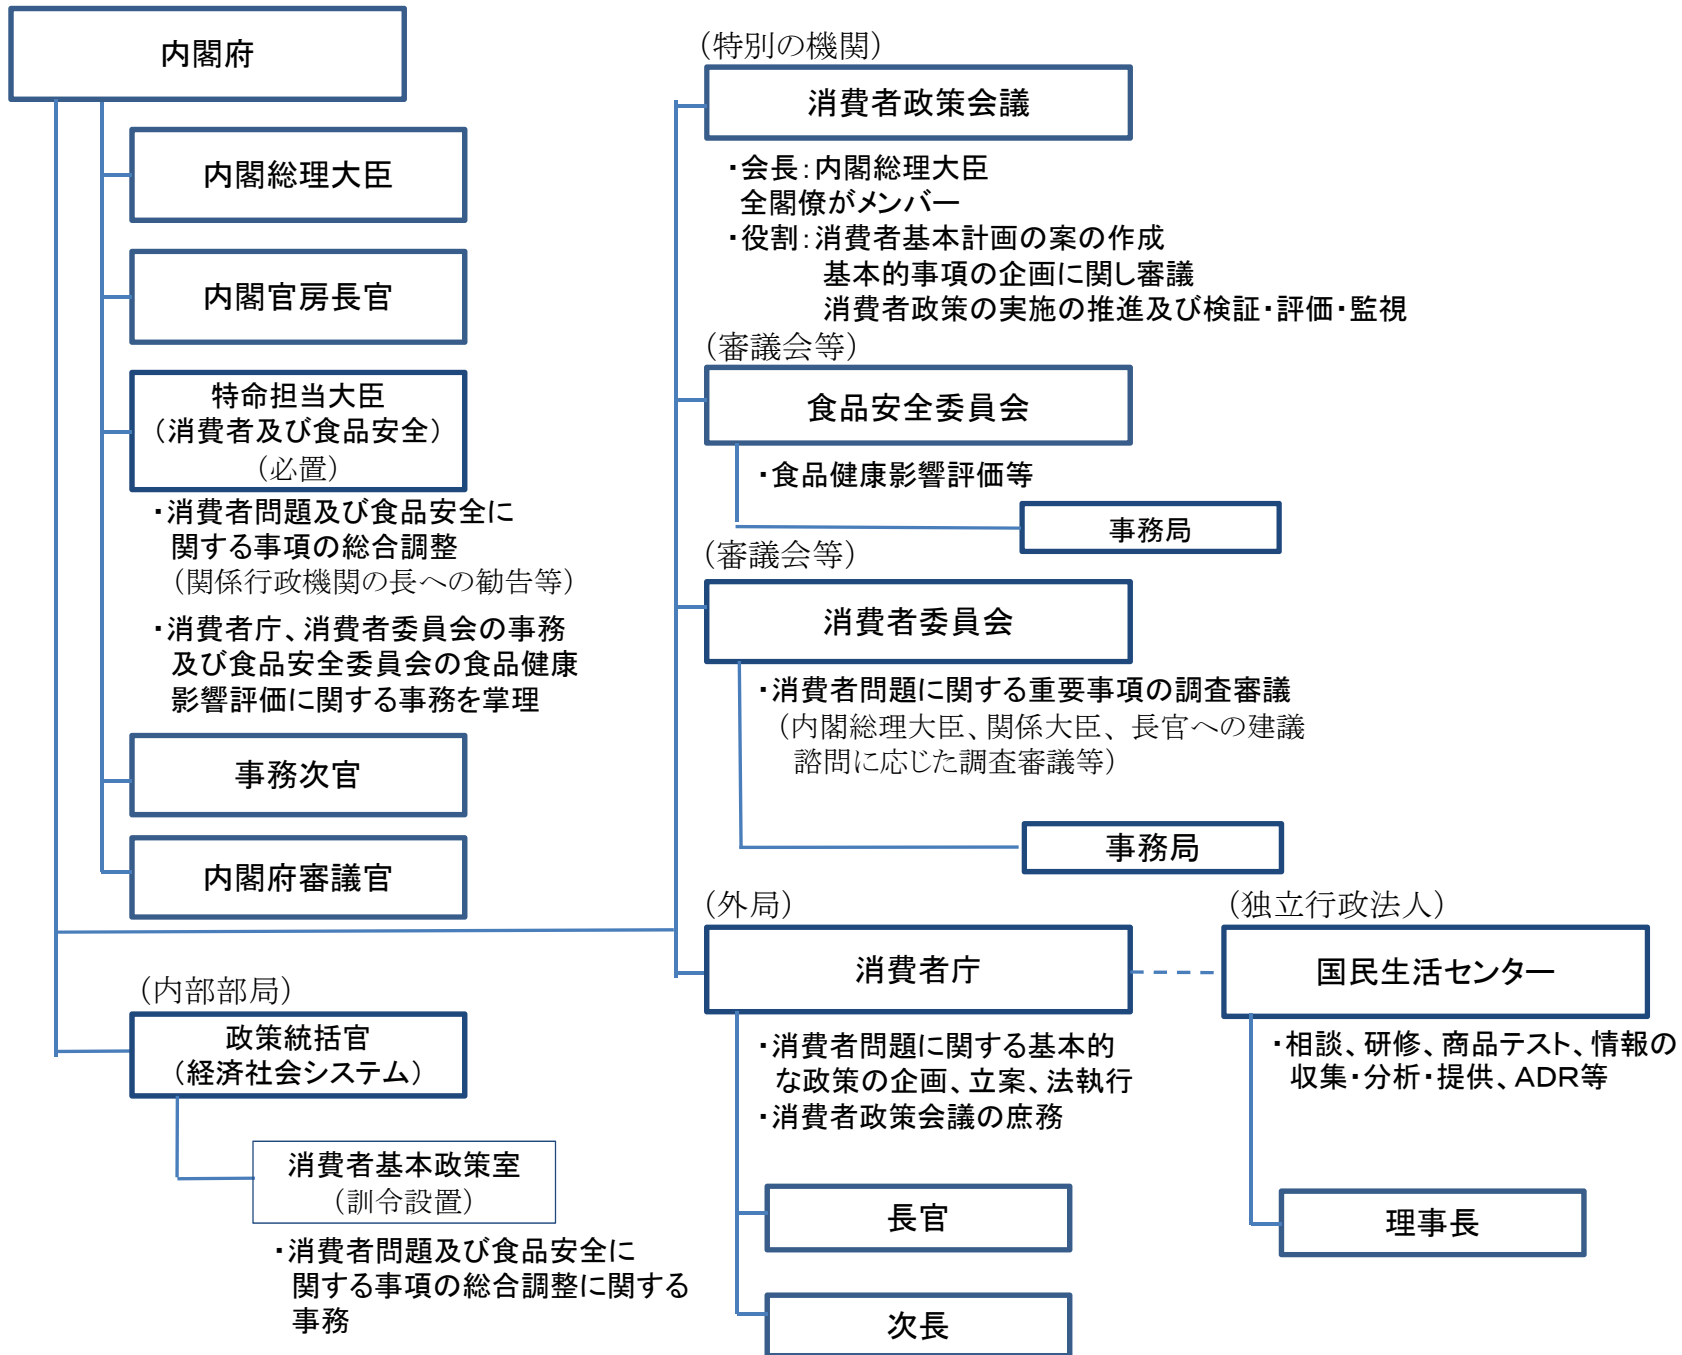 内閣府
内閣総理大臣
内閣官房長官
特命担当大臣
(消費者及び食品安全)
(必置)
・消費者問題及び食品安全に
関する事項の総合調整
(関係行政機関の長への勧告等)
・消費者庁、消費者委員会の事務
及び食品安全委員会の食品健康
影響評価に関する事務を掌理
事務次官
内閣府審議官
(内部部局)
政策統括官
(経済社会システム)
消費者基本政策室
(訓令設置)
・消費者問題及び食品安全に
関する事項の総合調整に関する
事務
(特別の機関)
消費者政策会議
・会長:内閣総理大臣
全閣僚がメンバー
・役割:消費者基本計画の案の作成
基本的事項の企画に関し審議
消費者政策の実施の推進及び検証・評価・監視
(審議会等)
食品安全委員会
・食品健康影響評価等
事務局
(審議会等)
消費者委員会
・消費者問題に関する重要事項の調査審議
(内閣総理大臣、関係大臣、長官への建議
諮問に応じた調査審議等)
事務局
(外局)
消費者庁
・消費者問題に関する基本的
な政策の企画、立案、法執行
・消費者政策会議の庶務
長官
次長
(独立行政法人)
国民生活センター
・相談、研修、商品テスト、情報の
収集・分析・提供、ADR等
理事長